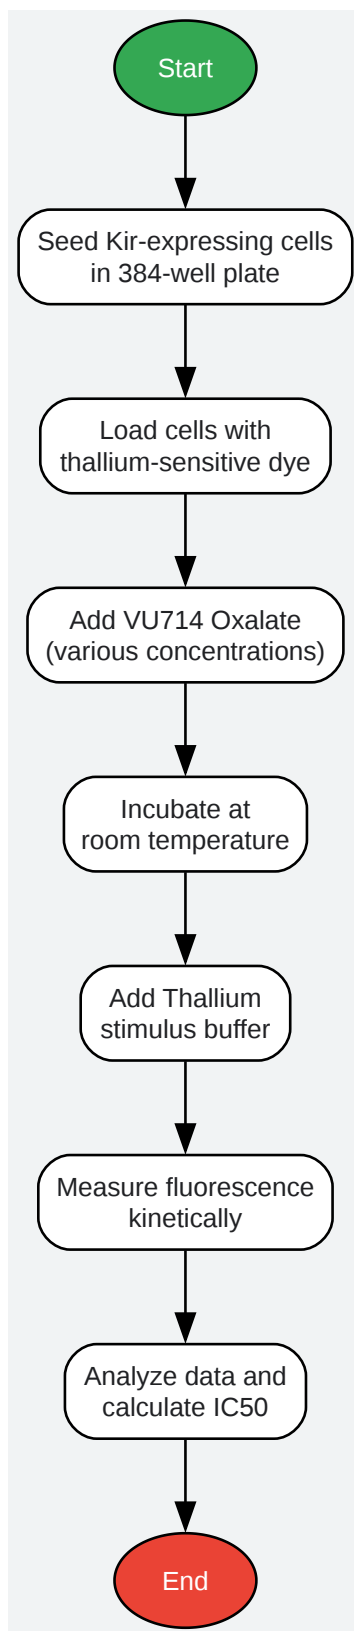 Start
Seed Kir-expressing cells
in 384-well plate
Load cells with
thallium-sensitive dye
Add VU714 Oxalate
(various concentrations)
Incubate at
room temperature
Add Thallium
stimulus buffer
Measure fluorescence
kinetically
Analyze data and
calculate IC50
End